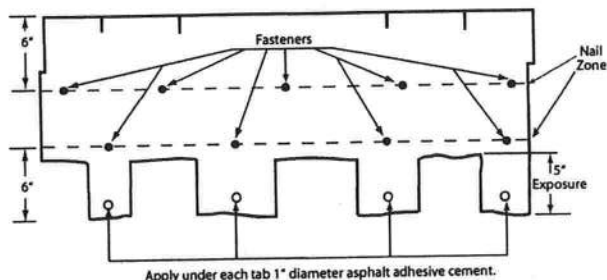 6"
Fasteners
Nail
Zone
6"
5"
Exposure
Apply under each tab 1" diameter asphalt adhesive cement.